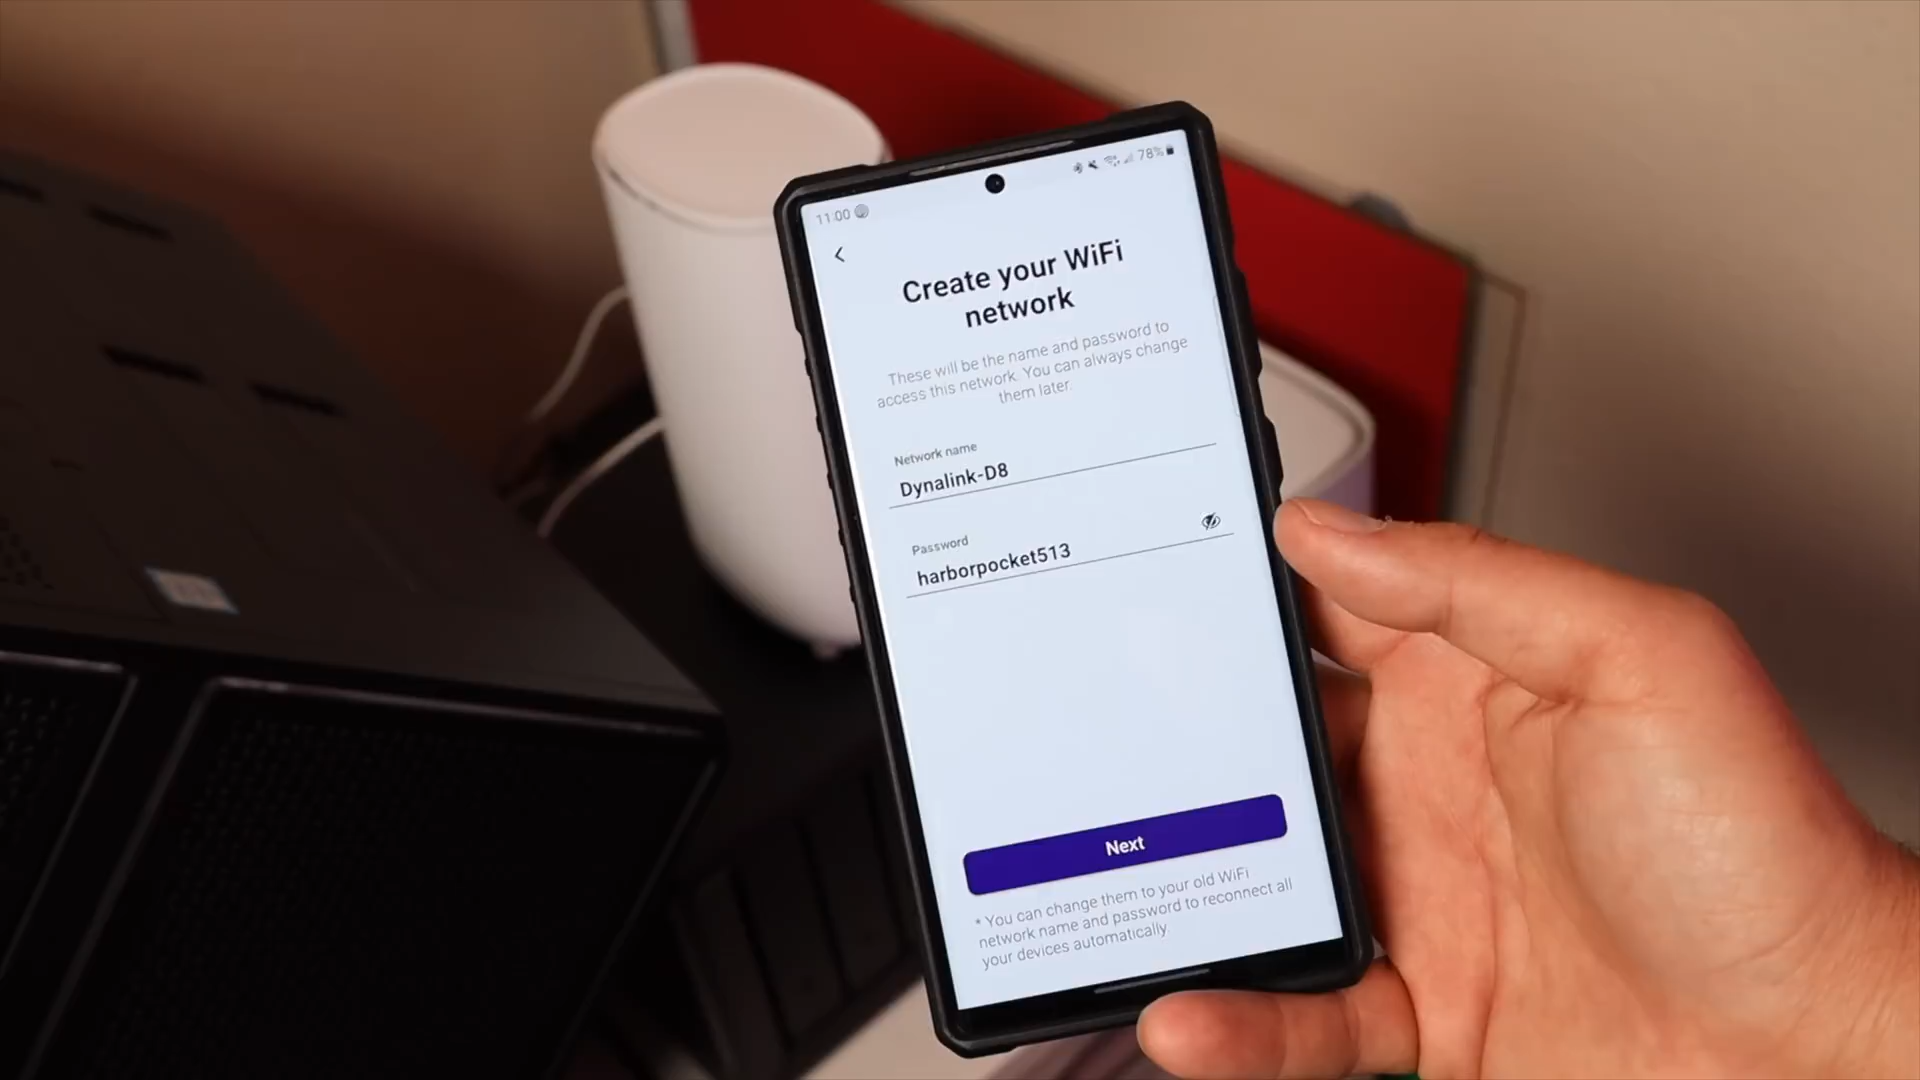 11:00
78%
Create your WiFi
network
These will be the name and password to
access this network. You can always change
them later.
Network name
Dynalink-D8
Password
harborpocket513
Next
* You can change them to your old WiFi
network name and password to reconnect all
your devices automatically.